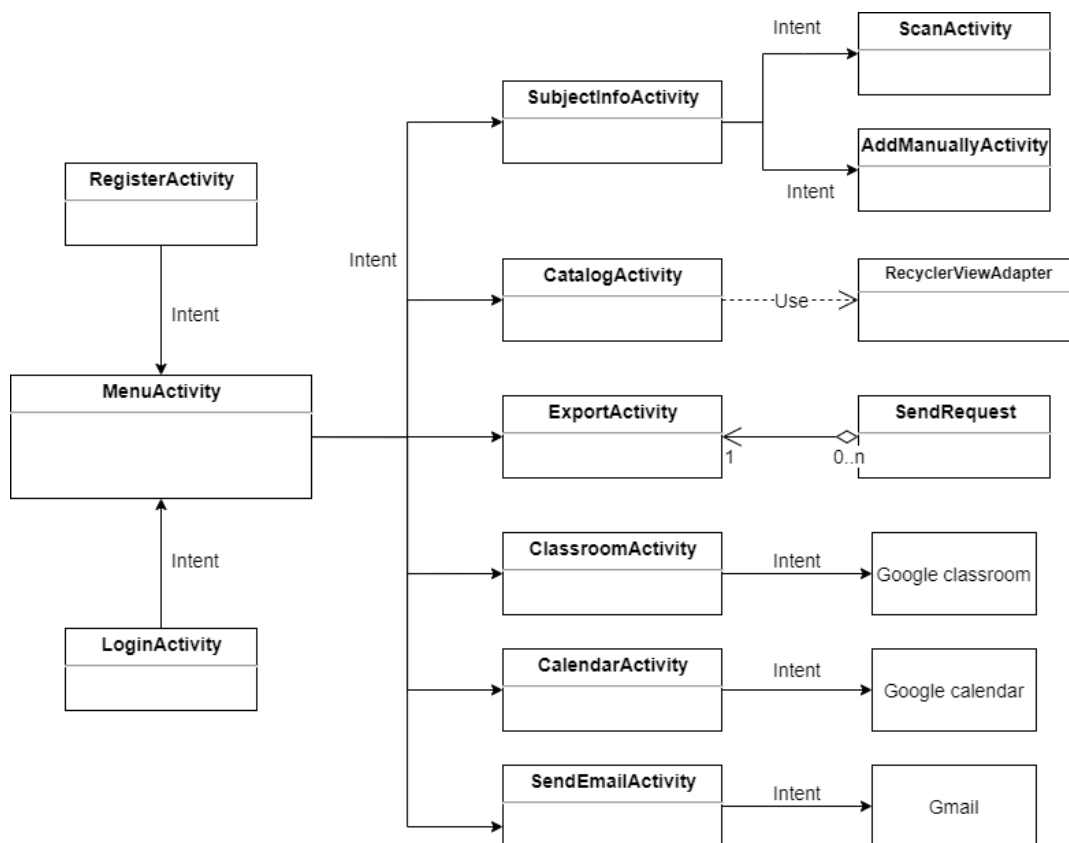 Intent
ScanActivity
SubjectInfoActivity
AddManuallyActivity
Intent
RegisterActivity
Intent
CatalogActivity
Use
RecyclerViewAdapter
Intent
MenuActivity
ExportActivity
1
0..n
SendRequest
ClassroomActivity
Intent
Google classroom
Intent
LoginActivity
CalendarActivity
Intent
Google calendar
SendEmailActivity
Intent
Gmail